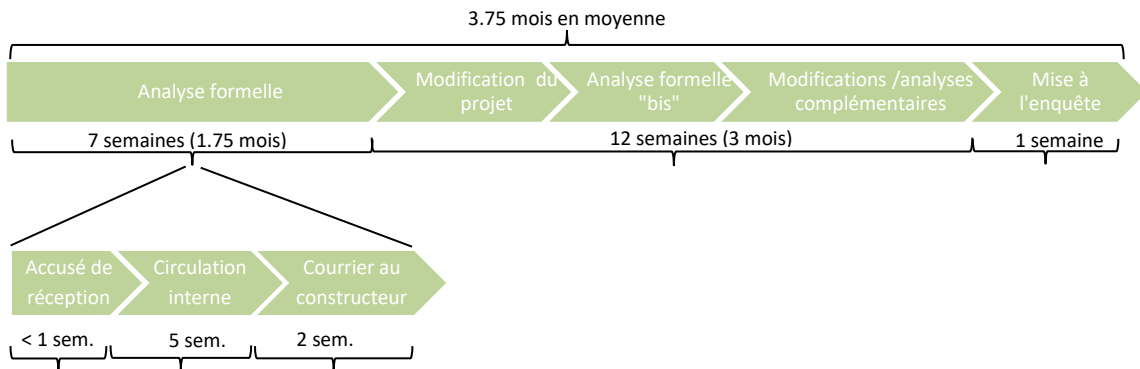 3.75 mois en moyenne
Analyse formelle
Modification du
projet
Analyse formelle
"bis"
Modifications /analyses
complémentaires
Mise à
l'enquête
7 semaines (1.75 mois)
12 semaines (3 mois)
1 semaine
Accusé de
réception
Circulation
interne
Courrier au
constructeur
< 1 sem.
5 sem.
2 sem.